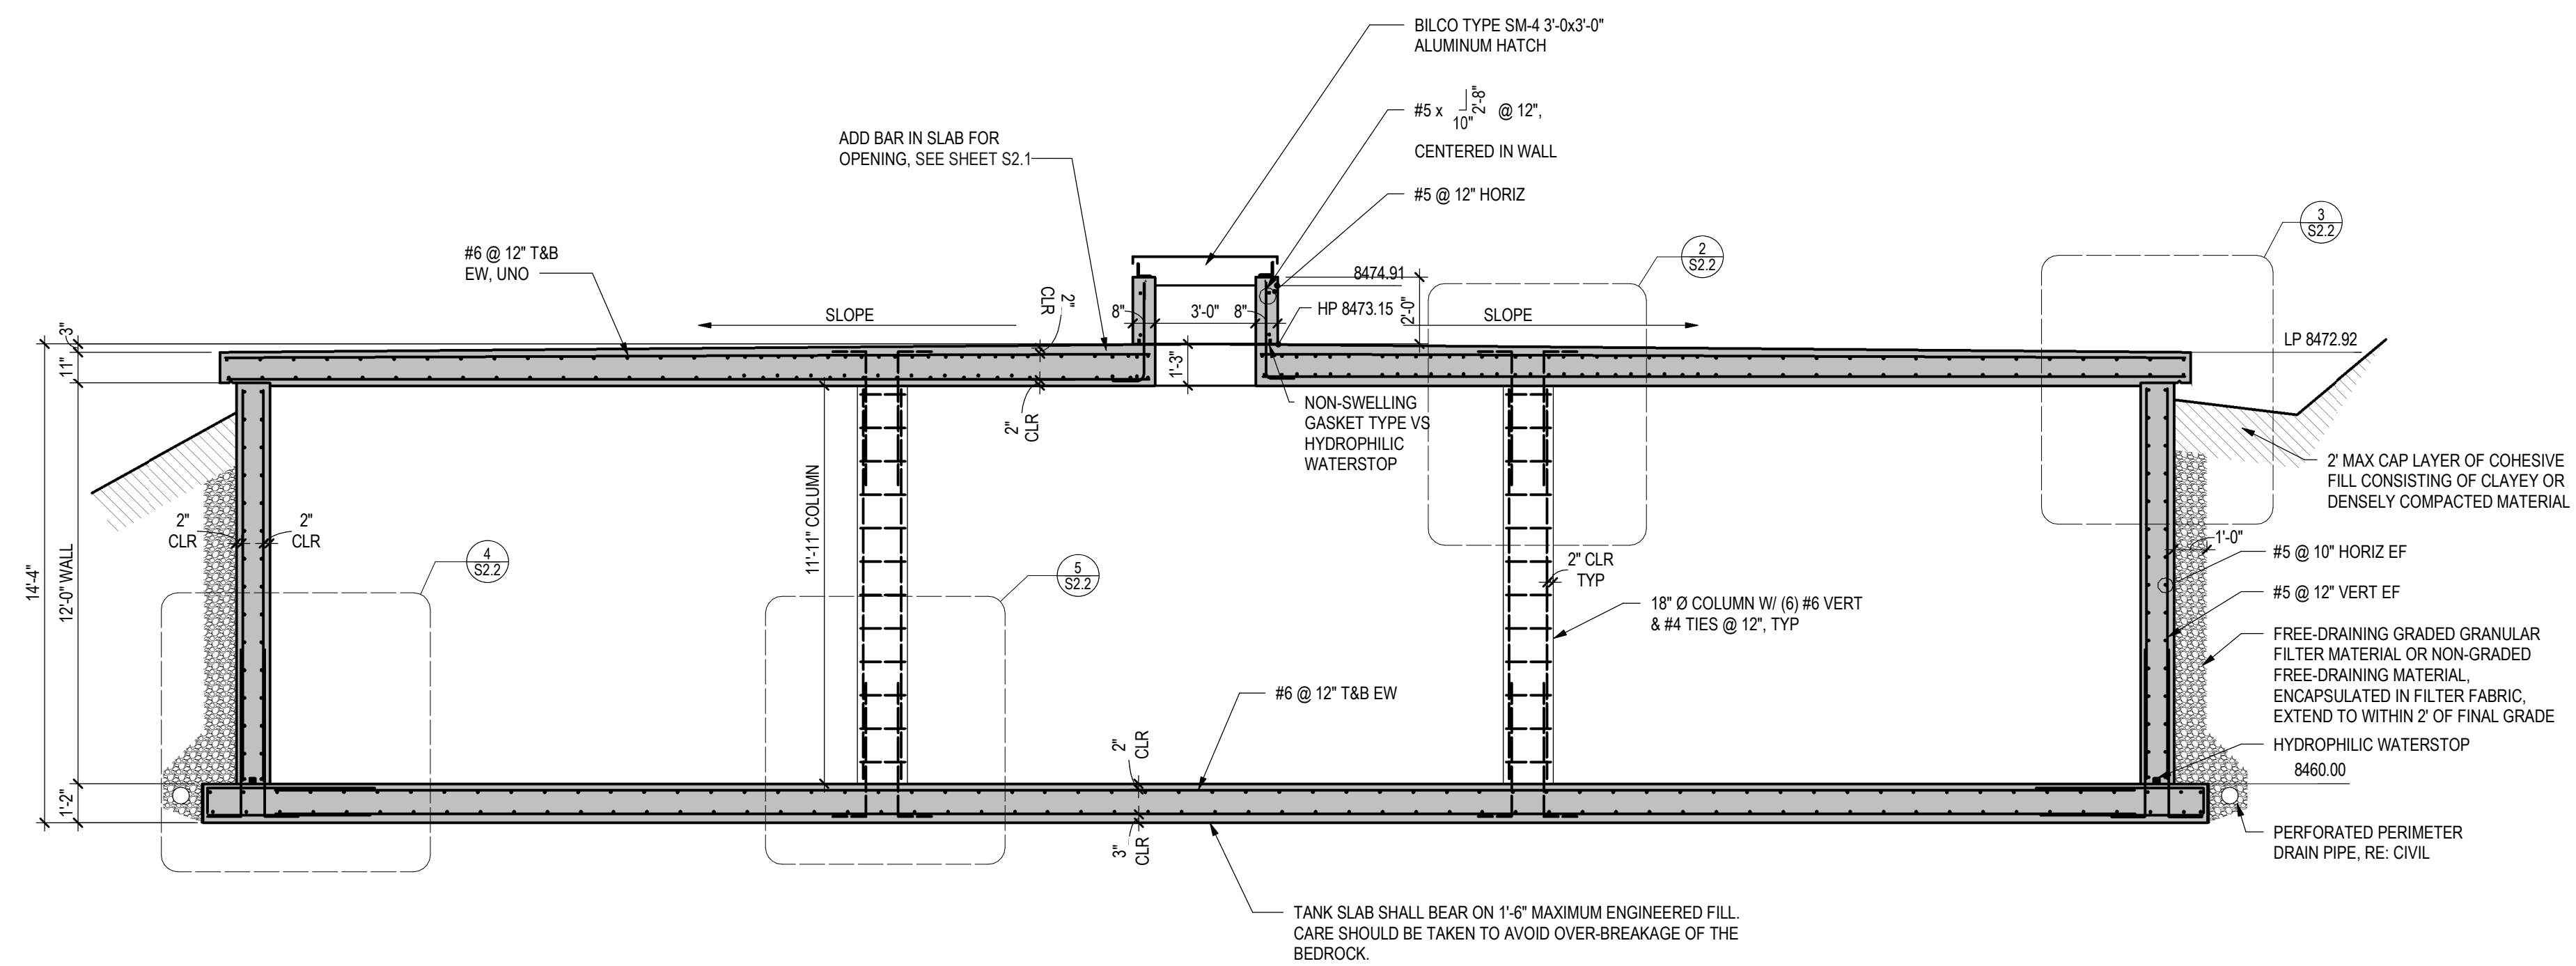 BILCO TYPE SM-4 3'-0x3'-0"
ALUMINUM HATCH
#5 x 10" 2'-8" @ 12",
CENTERED IN WALL
#5 @ 12" HORIZ
ADD BAR IN SLAB FOR
OPENING, SEE SHEET S2.1
#6 @ 12" T&B
EW, UNO
3
S2.2
2
S2.2
8474.91
HP 8473.15
2'-0"
2"
CLR
8"
3'-0"
8"
SLOPE
SLOPE
LP 8472.92
3"
11"
1'-3"
2"
CLR
NON-SWELLING
GASKET TYPE VS
HYDROPHILIC
WATERSTOP
2' MAX CAP LAYER OF COHESIVE
FILL CONSISTING OF CLAYEY OR
DENSELY COMPACTED MATERIAL
14'-4"
12'-0" WALL
2"
CLR
2"
CLR
11'-11" COLUMN
4
S2.2
5
S2.2
2" CLR
TYP
18" Ø COLUMN W/ (6) #6 VERT
& #4 TIES @ 12", TYP
1'-0"
#5 @ 10" HORIZ EF
#5 @ 12" VERT EF
FREE-DRAINING GRADED GRANULAR
FILTER MATERIAL OR NON-GRADED
FREE-DRAINING MATERIAL,
ENCAPSULATED IN FILTER FABRIC,
EXTEND TO WITHIN 2' OF FINAL GRADE
#6 @ 12" T&B EW
HYDROPHILIC WATERSTOP
8460.00
1'-2"
2"
CLR
3"
CLR
PERFORATED PERIMETER
DRAIN PIPE, RE: CIVIL
TANK SLAB SHALL BEAR ON 1'-6" MAXIMUM ENGINEERED FILL.
CARE SHOULD BE TAKEN TO AVOID OVER-BREAKAGE OF THE
BEDROCK.